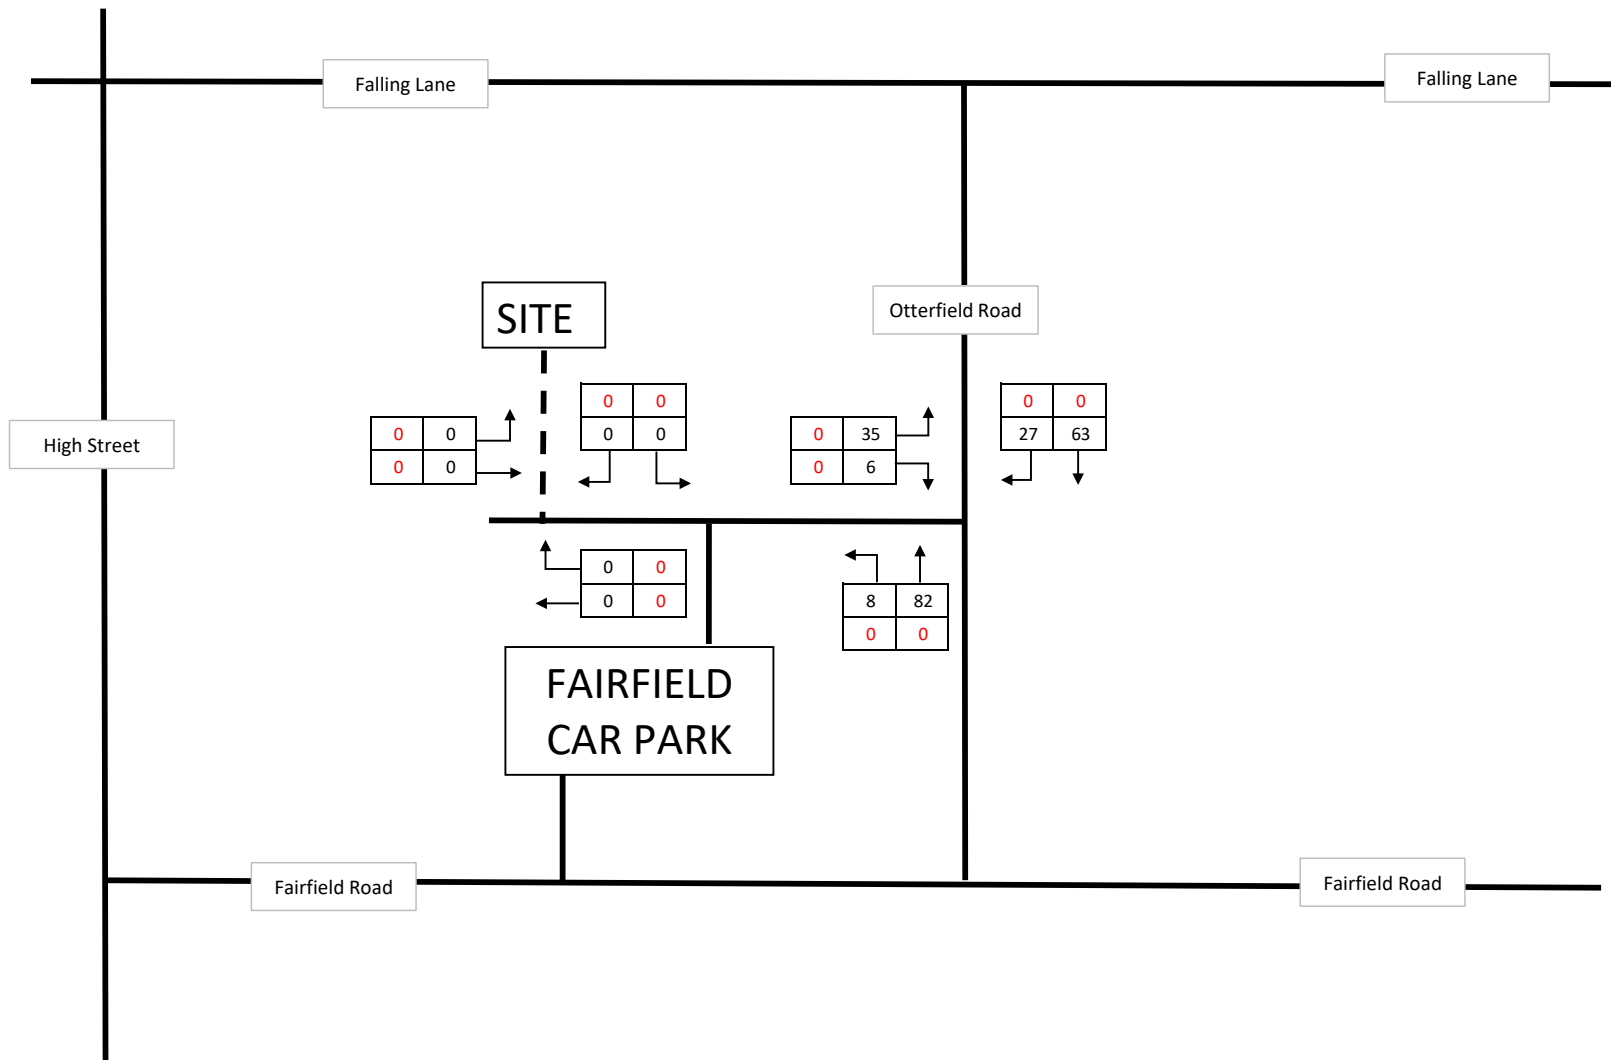 Falling Lane
Falling Lane
SITE
Otterfield Road
0 0
0 0
0 0
0 0
0 35
0 6
0 0
27 63
High Street
0 0
0 0
8 82
0 0
FAIRFIELD
CAR PARK
Fairfield Road
Fairfield Road